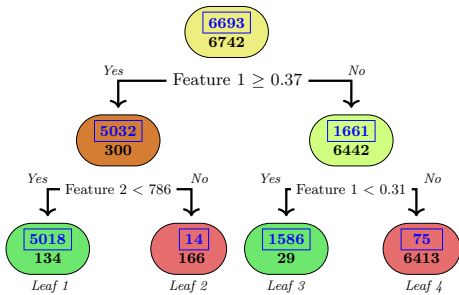 6693
6742
Yes
Feature 1 ≥ 0.37
No
5032
300
1661
6442
Yes
Feature 2 < 786
No
Yes
Feature 1 < 0.31
No
5018
134
14
166
1586
29
75
6413
Leaf 1
Leaf 2
Leaf 3
Leaf 4